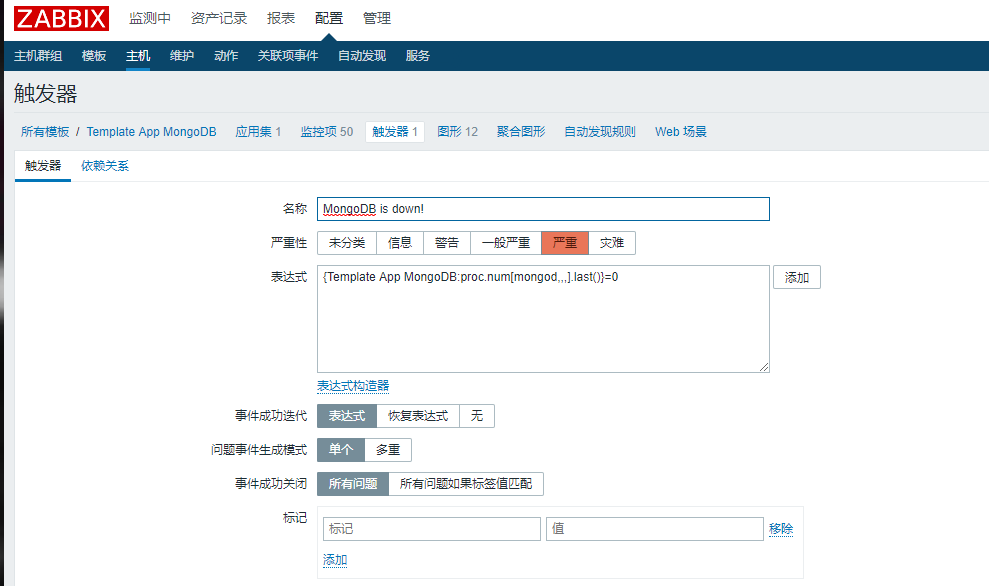 ZABBIX 监测中 资产记录 报表 配置 管理
主机群组 模板 主机 维护 动作 关联项事件 自动发现 服务
触发器
所有模板 / Template App MongoDB 应用集 1 监控项 50 触发器 1 图形 12 聚合图形 自动发现规则 Web 场景
触发器 依赖关系
名称 MongoDB is down!
严重性 未分类 信息 警告 一般严重 严重 灾难
表达式 {Template App MongoDB:proc.num[mongod,,,].last()}=0 添加
表达式构造器
事件成功迭代 表达式 恢复表达式 无
问题事件生成模式 单个 多重
事件成功关闭 所有问题 所有问题如果标签值匹配
标记 标记 值 移除
添加